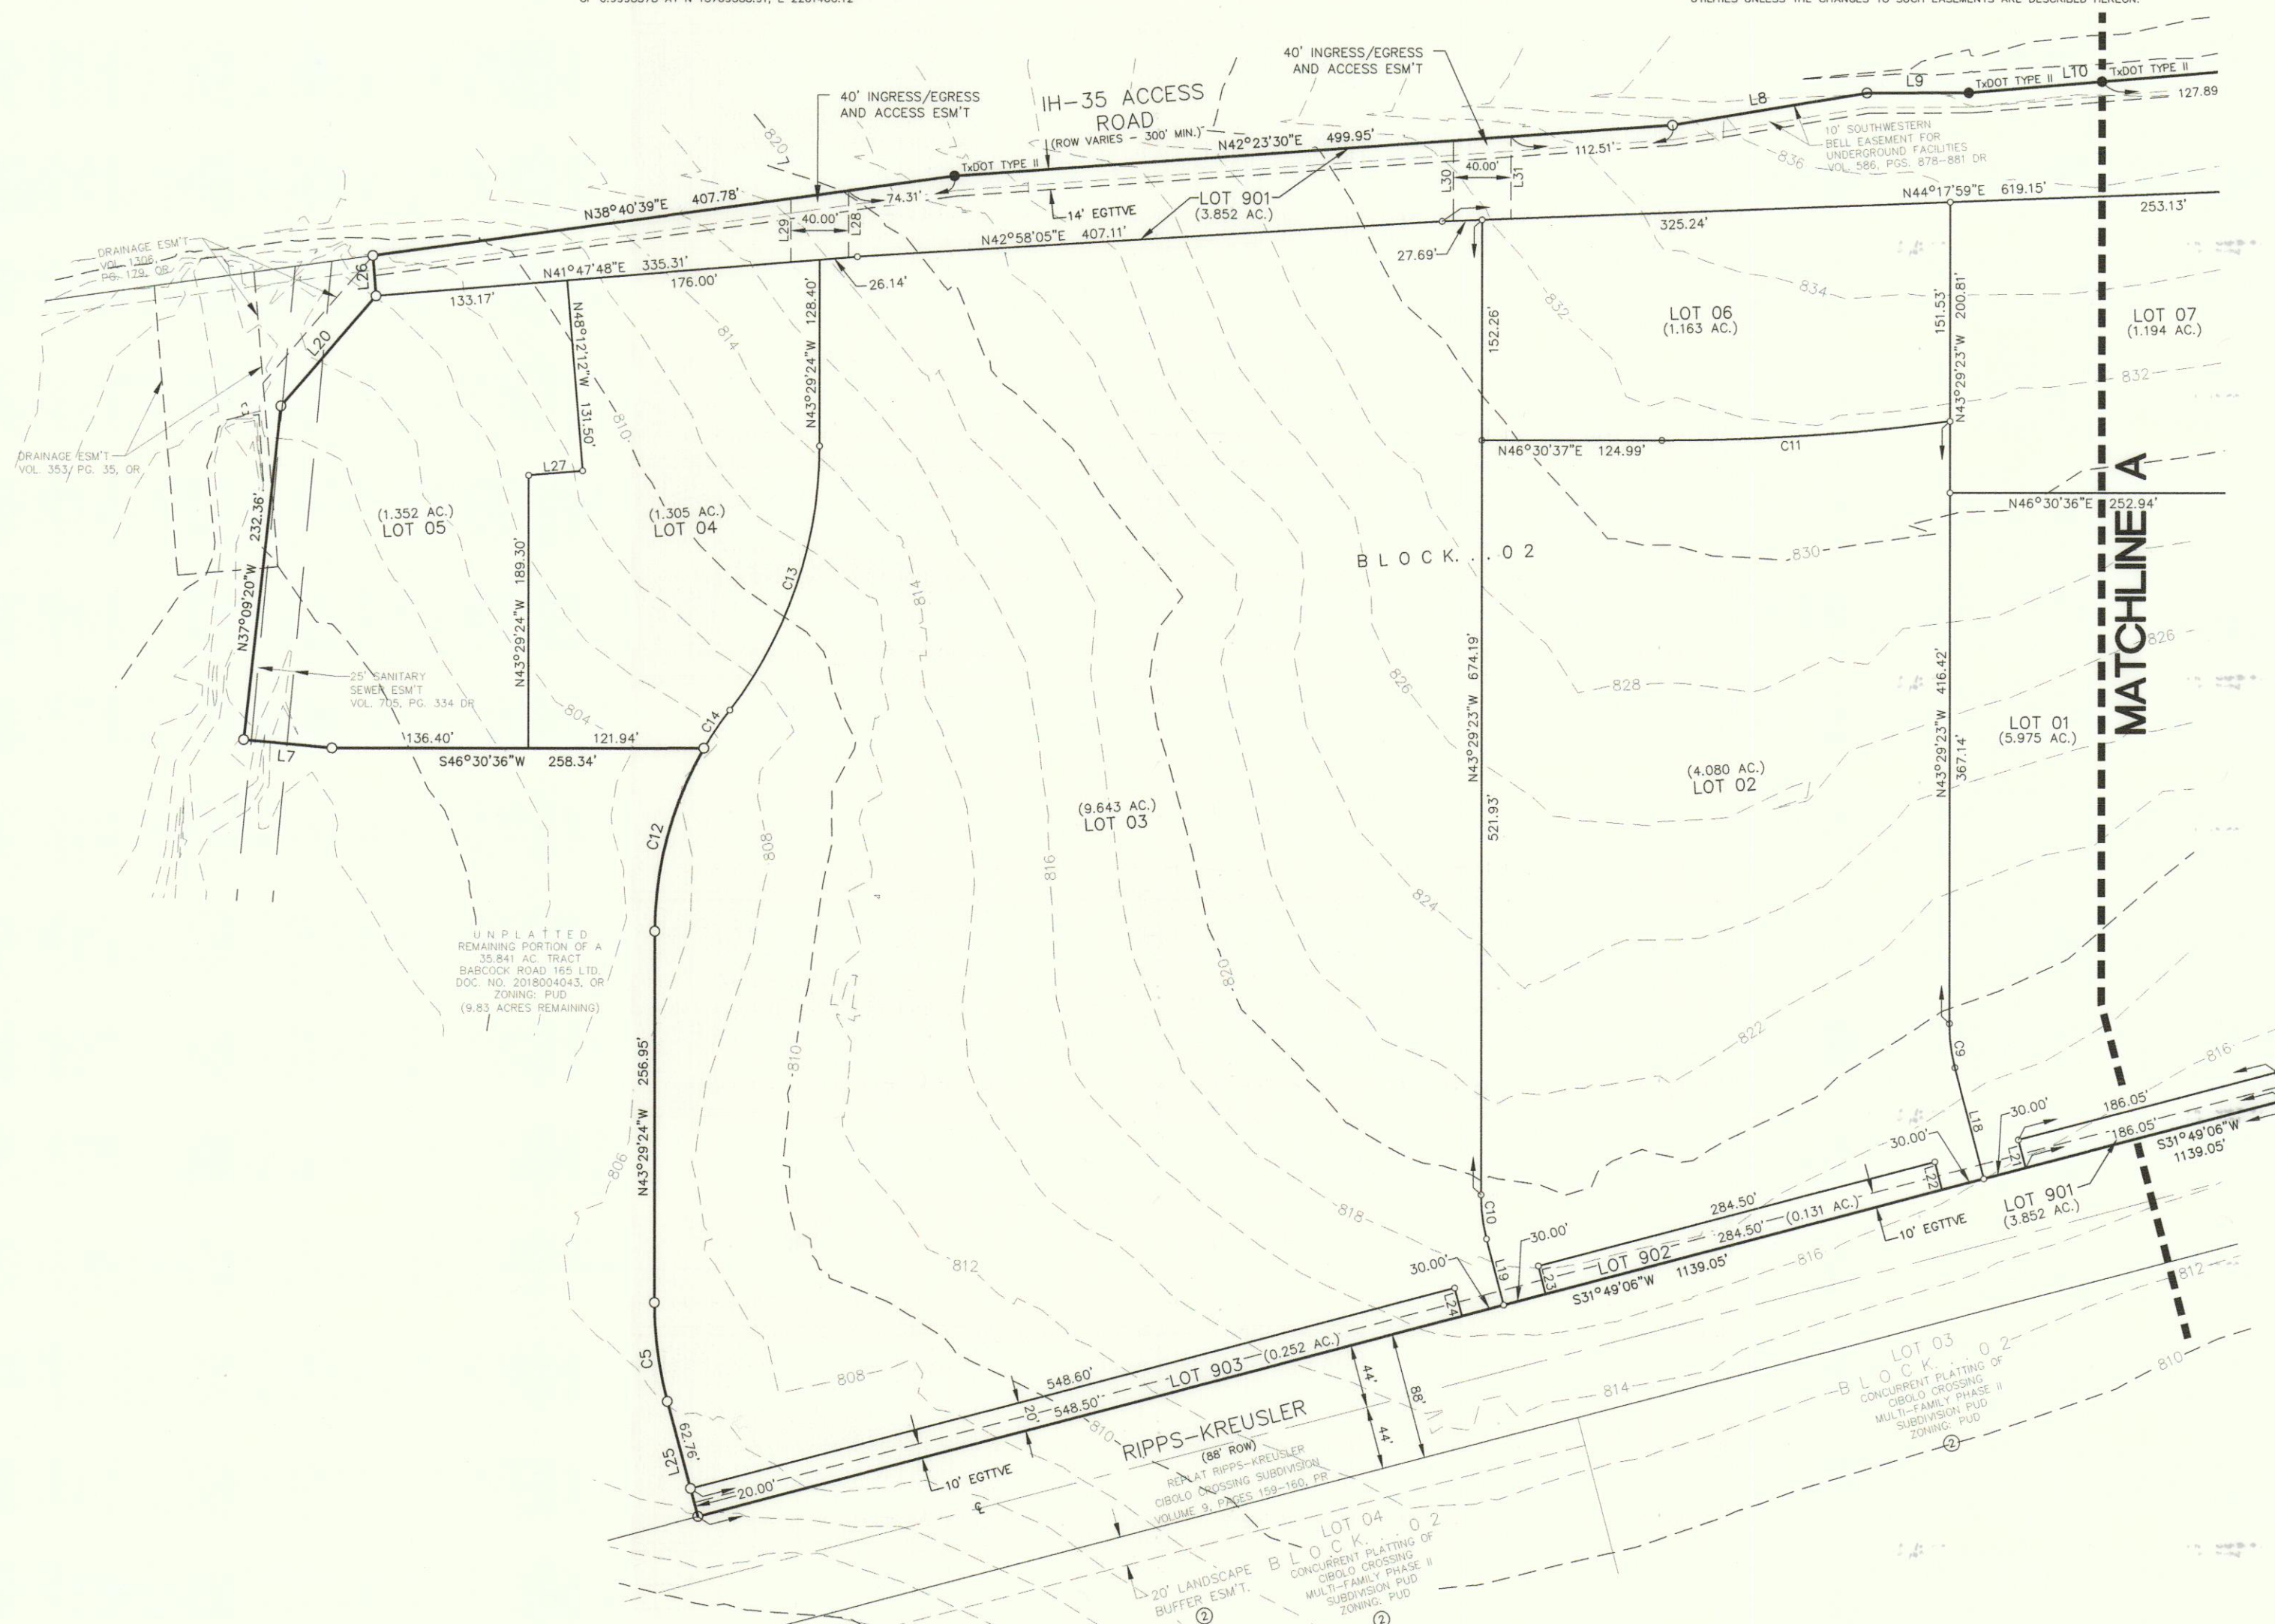 40' INGRESS/EGRESS
AND ACCESS ESM'T
40' INGRESS/EGRESS
AND ACCESS ESM'T
IH-35 ACCESS
ROAD
(ROW VARIES - 300' MIN.)
TxDOT TYPE II
N42°23'30"E 499.95'
L8
L9
TxDOT TYPE II
L10
TxDOT TYPE II
127.89
10' SOUTHWESTERN
BELL EASEMENT FOR
UNDERGROUND FACILITIES
VOL. 586, PGS. 878-881 DR
836
820
N38°40'39"E 407.78'
L29
40.00'
L28
74.31'
14' EGTTVE
LOT 901
(3.852 AC.)
L30
40.00'
L31
112.51'
N44°17'59"E 619.15'
253.13'
325.24'
27.69'
N42°58'05"E 407.11'
26.14'
DRAINAGE ESM'T
VOL. 1306,
PG. 129, OR
L26
N41°47'48"E 335.31'
133.17'
176.00'
L20
N48°12'12"W 131.50'
N43°29'24"W 128.40'
814
810
832
834
152.26'
LOT 06
(1.163 AC.)
151.53'
N43°29'23"W 200.81'
LOT 07
(1.194 AC.)
832
DRAINAGE ESM'T
VOL. 353, PG. 35, OR
L27
N46°30'37"E 124.99'
C11
N46°30'36"E 252.94'
MATCHLINE A
(1.352 AC.)
LOT 05
(1.305 AC.)
LOT 04
N37°09'20"W 232.36'
N43°29'24"W 189.30'
C13
814
BLOCK...02
830
828
826
826
25' SANITARY
SEWER ESM'T
VOL. 705, PG. 334 DR
804
C14
L7
136.40'
121.94'
S46°30'36"W 258.34'
N43°29'23"W 674.19'
521.93'
N43°29'23"W 416.42'
367.14'
LOT 01
(5.975 AC.)
(4.080 AC.)
LOT 02
(9.643 AC.)
LOT 03
C12
808
816
824
820
822
UNPLATTED
REMAINING PORTION OF A
35.841 AC. TRACT
BABCOCK ROAD 165 LTD.
DOC. NO. 2018004043, OR
ZONING: PUD
(9.83 ACRES REMAINING)
810
N43°29'24"W 256.95'
806
C9
L18
816
30.00'
30.00'
186.05'
186.05'
S31°49'06"W
1139.05'
L21
L22
LOT 901
(3.852 AC.)
10' EGTTVE
C10
L19
818
812
30.00'
30.00'
284.50'
284.50'
(0.131 AC.)
LOT 902
L23
L24
S31°49'06"W 1139.05'
816
812
C5
808
548.60'
20'
548.50'
LOT 903
(0.252 AC.)
44'
88'
44'
814
810
L25
62.76'
20.00'
10' EGTTVE
810
RIPPS-KREUSLER
(88' ROW)
REPLAT RIPPS-KREUSLER
CIBOLO CROSSING SUBDIVISION
VOLUME 9, PAGES 159-160, PR
LOT 03
BLOCK...02
CONCURRENT PLATTING OF
CIBOLO CROSSING
MULTI-FAMILY PHASE II
SUBDIVISION PUD
ZONING: PUD
2
LOT 04
BLOCK...02
CONCURRENT PLATTING OF
CIBOLO CROSSING
MULTI-FAMILY PHASE II
SUBDIVISION PUD
ZONING: PUD
2
20' LANDSCAPE
BUFFER ESM'T.
2